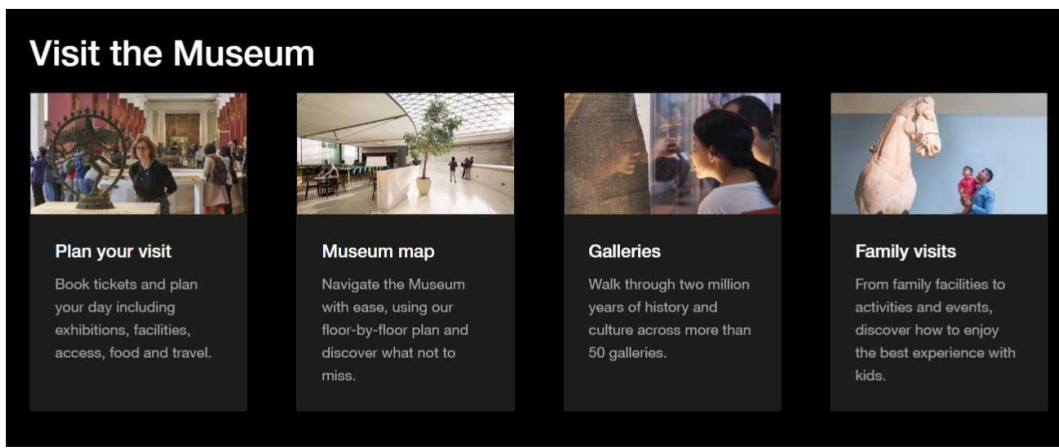 Visit the Museum
Plan your visit
Book tickets and plan
your day including
exhibitions, facilities,
access, food and travel.
Museum map
Navigate the Museum
with ease, using our
floor-by-floor plan and
discover what not to
miss.
Galleries
Walk through two million
years of history and
culture across more than
50 galleries.
Family visits
From family facilities to
activities and events,
discover how to enjoy
the best experience with
kids.